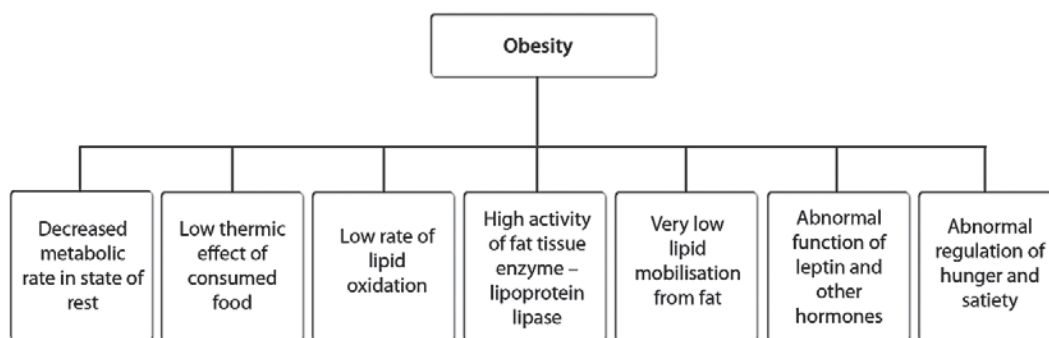 Obesity
Decreased
metabolic
rate in state of
rest
Low thermic
effect of
consumed
food
Low rate of
lipid
oxidation
High activity
of fat tissue
enzyme –
lipoprotein
lipase
Very low
lipid
mobilisation
from fat
Abnormal
function of
leptin and
other
hormones
Abnormal
regulation of
hunger and
satiety